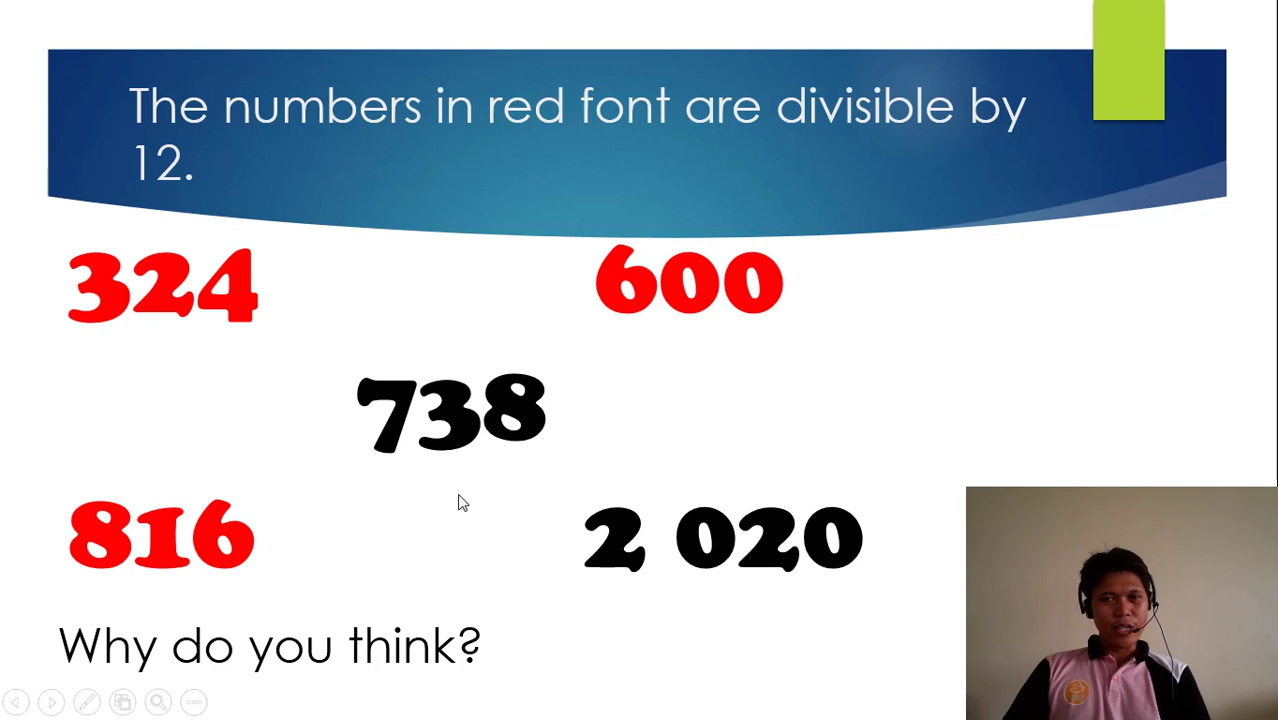 The numbers in red font are divisible by
12.
324 600
738
816 2 020
Why do you think?